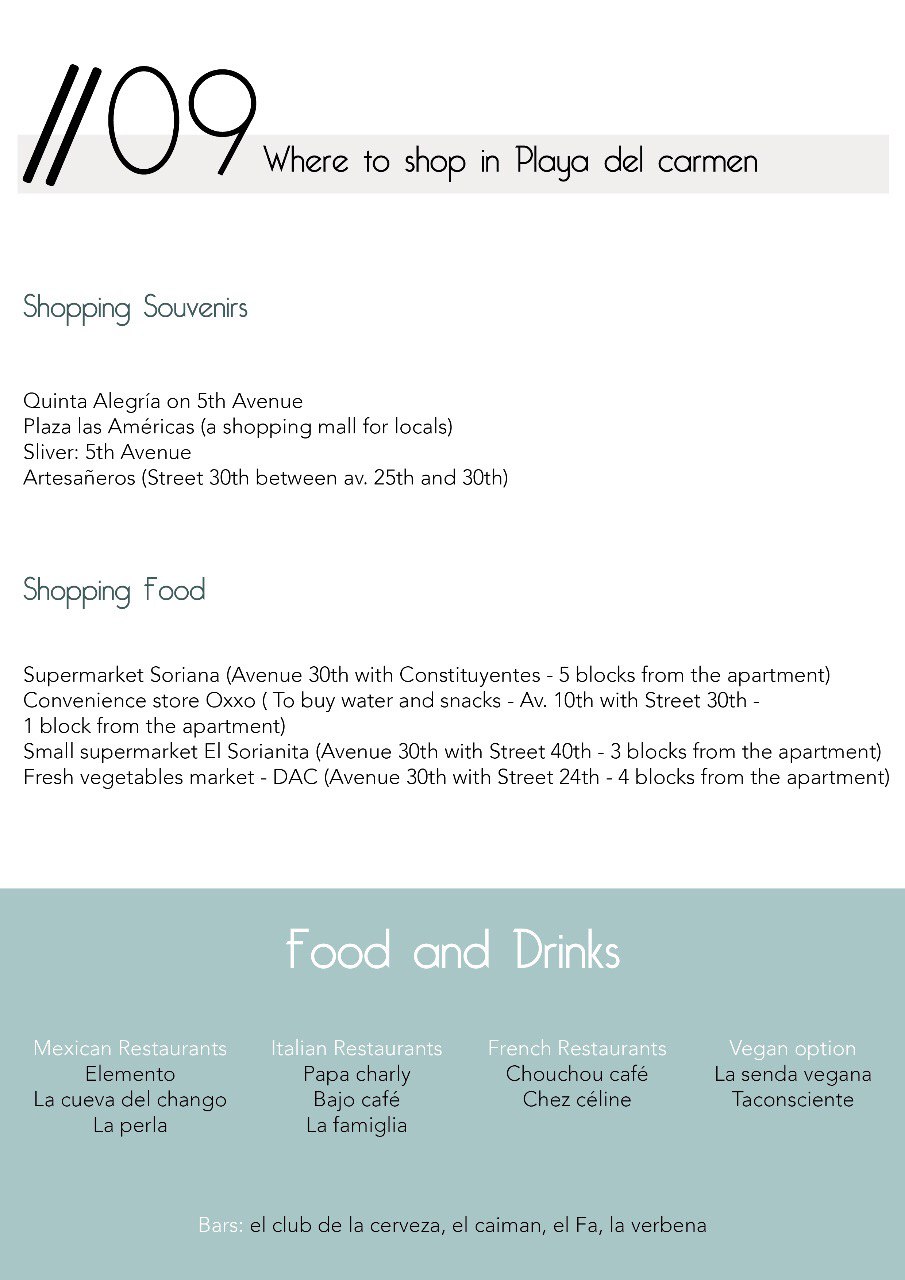 //09 Where to shop in Playa del carmen
Shopping Souvenirs
Quinta Alegría on 5th Avenue
Plaza las Américas (a shopping mall for locals)
Sliver: 5th Avenue
Artesañeros (Street 30th between av. 25th and 30th)
Shopping Food
Supermarket Soriana (Avenue 30th with Constituyentes - 5 blocks from the apartment)
Convenience store Oxxo ( To buy water and snacks - Av. 10th with Street 30th -
1 block from the apartment)
Small supermarket El Sorianita (Avenue 30th with Street 40th - 3 blocks from the apartment)
Fresh vegetables market - DAC (Avenue 30th with Street 24th - 4 blocks from the apartment)
Food and Drinks
Mexican Restaurants
Elemento
La cueva del chango
La perla
Italian Restaurants
Papa charly
Bajo café
La famiglia
French Restaurants
Chouchou café
Chez céline
Vegan option
La senda vegana
Taconsciente
Bars: el club de la cerveza, el caiman, el Fa, la verbena